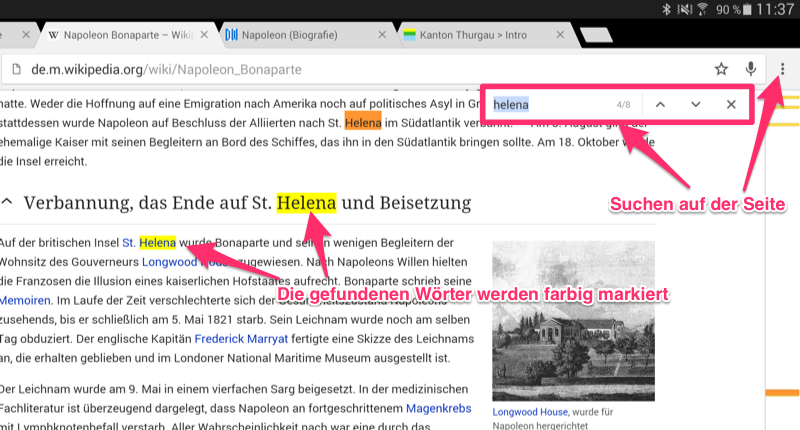 90 % 11:37
e × W Napoleon Bonaparte – Wiki × Napoleon (Biografie) × Kanton Thurgau > Intro ×
de.m.wikipedia.org/wiki/Napoleon_Bonaparte
helena 4/8
hatte. Weder die Hoffnung auf eine Emigration nach Amerika noch auf politisches Asyl in Gr
stattdessen wurde Napoleon auf Beschluss der Alliierten nach St. Helena im Südatlantik
ehemalige Kaiser mit seinen Begleitern an Bord des Schiffes, das ihn in den Südatlantik bringen sollte. Am 18. Oktober
die Insel erreicht.
Suchen auf der Seite
Verbannung, das Ende auf St. Helena und Beisetzung
Auf der britischen Insel St. Helena wurde Bonaparte und seinen wenigen Begleitern der
Wohnsitz des Gouverneurs Longwood zugewiesen. Nach Napoleons Willen hielten
die Franzosen die Illusion eines kaiserlichen Hofstaates aufrecht. Bonaparte schrieb seine
Die gefundenen Wörter werden farbig markiert
Memoiren. Im Laufe der Zeit verschlechterte sich der
zusehends, bis er schließlich am 5. Mai 1821 starb. Sein Leichnam wurde noch am selben
Tag obduziert. Der englische Kapitän Frederick Marryat fertigte eine Skizze des Leichnams
an, die erhalten geblieben und im Londoner National Maritime Museum ausgestellt ist.
Der Leichnam wurde am 9. Mai in einem vierfachen Sarg beigesetzt. In der medizinischen
Fachliteratur ist überzeugend dargelegt, dass Napoleon an fortgeschrittenem Magenkrebs
mit Lymphknotenbefall verstarb. Aller Wahrscheinlichkeit nach war eine durch das
Longwood House, wurde für
Napoleon hergerichtet